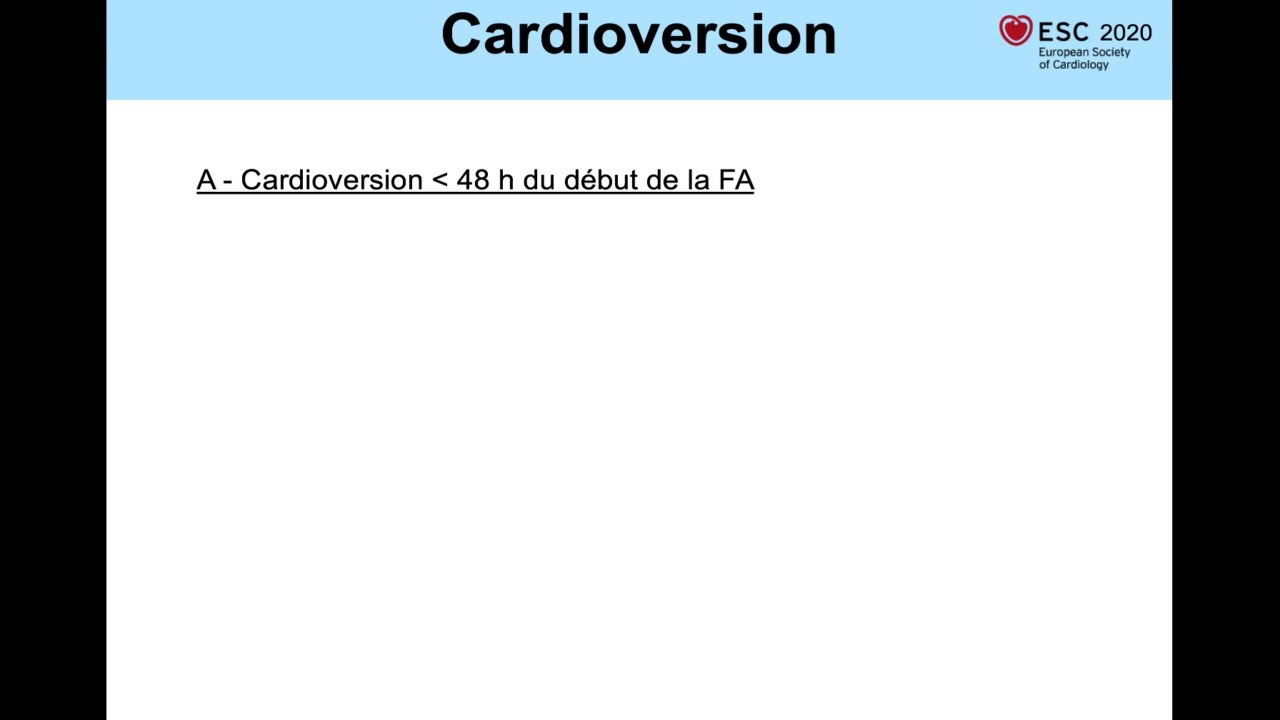 Cardioversion
ESC 2020
European Society
of Cardiology
A - Cardioversion < 48 h du début de la FA